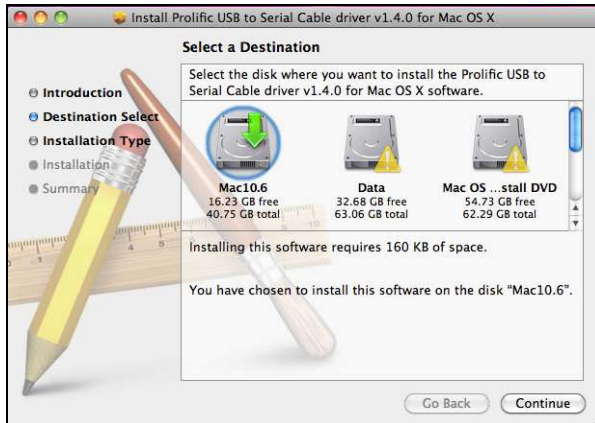 Install Prolific USB to Serial Cable driver v1.4.0 for Mac OS X
Select a Destination
Introduction
Destination Select
Installation Type
Installation
Summary
Select the disk where you want to install the Prolific USB to
Serial Cable driver v1.4.0 for Mac OS X software.
Mac10.6
16.23 GB free
40.75 GB total
Data
32.68 GB free
63.06 GB total
Mac OS ...stall DVD
54.73 GB free
62.29 GB total
Installing this software requires 160 KB of space.
You have chosen to install this software on the disk “Mac10.6”.
1 4 5 10
Go Back
Continue